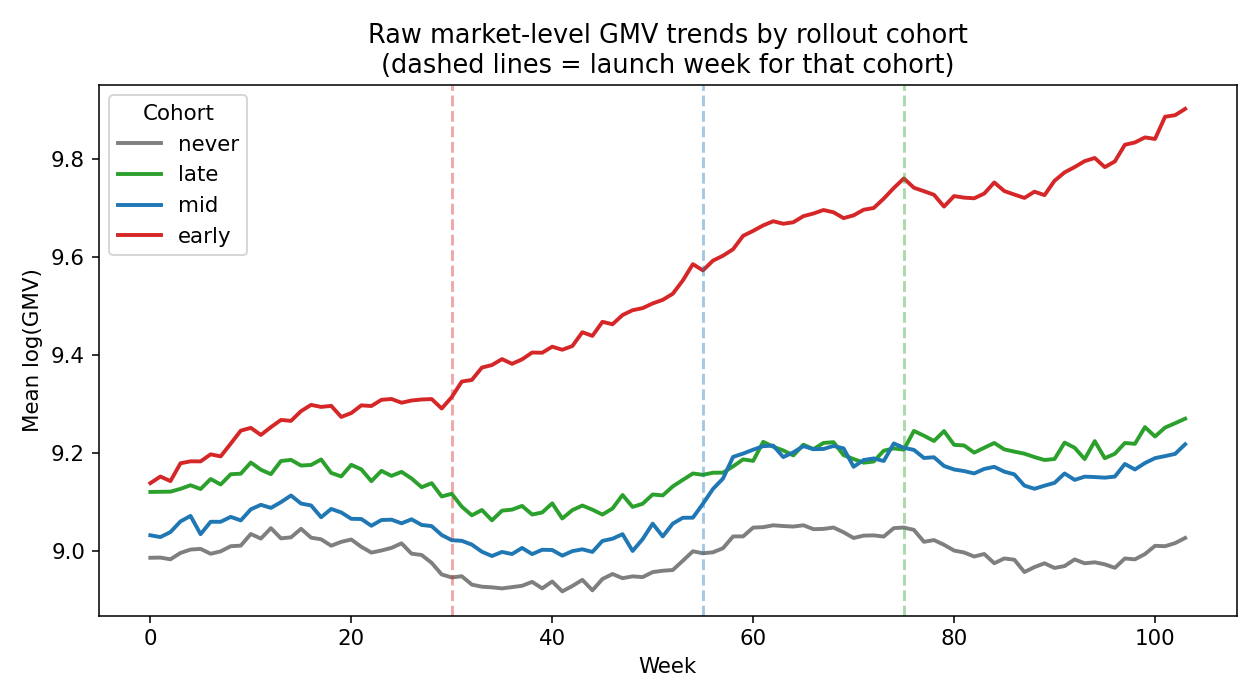 Raw market-level GMV trends by rollout cohort
(dashed lines = launch week for that cohort)
Cohort
never
late
mid
early
Mean log(GMV)
9.8
9.6
9.4
9.2
9.0
0 20 40 60 80 100
Week